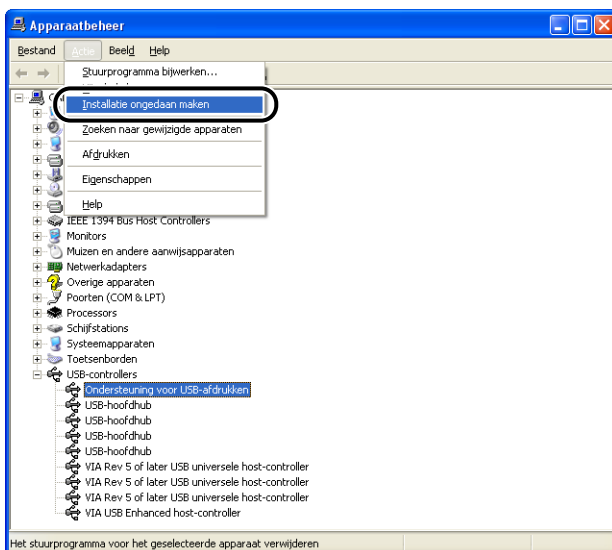 Apparaatbeheer
Bestand Actie Beeld Help
Stuurprogramma bijwerken...
Installatie ongedaan maken
Zoeken naar gewijzigde apparaten
Afdrukken
Eigenschappen
Help
IEEE 1394 Bus Host Controllers
Monitors
Muizen en andere aanwijsapparaten
Netwerkadapters
Overige apparaten
Poorten (COM & LPT)
Processors
Schijfstations
Systeemapparaten
Toetsenborden
USB-controllers
Ondersteuning voor USB-afdrukken
USB-hoofdhub
USB-hoofdhub
USB-hoofdhub
USB-hoofdhub
VIA Rev 5 of later USB universele host-controller
VIA Rev 5 of later USB universele host-controller
VIA Rev 5 of later USB universele host-controller
VIA USB Enhanced host-controller
Het stuurprogramma voor het geselecteerde apparaat verwijderen